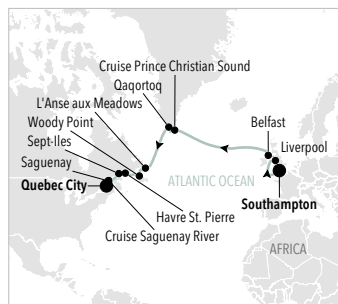 Cruise Prince Christian Sound
Qaqortoq
L'Anse aux Meadows
Belfast
Woody Point
Liverpool
Sept-Iles
Saguenay
ATLANTIC OCEAN
Quebec City
Southampton
Havre St. Pierre
Cruise Saguenay River
AFRICA